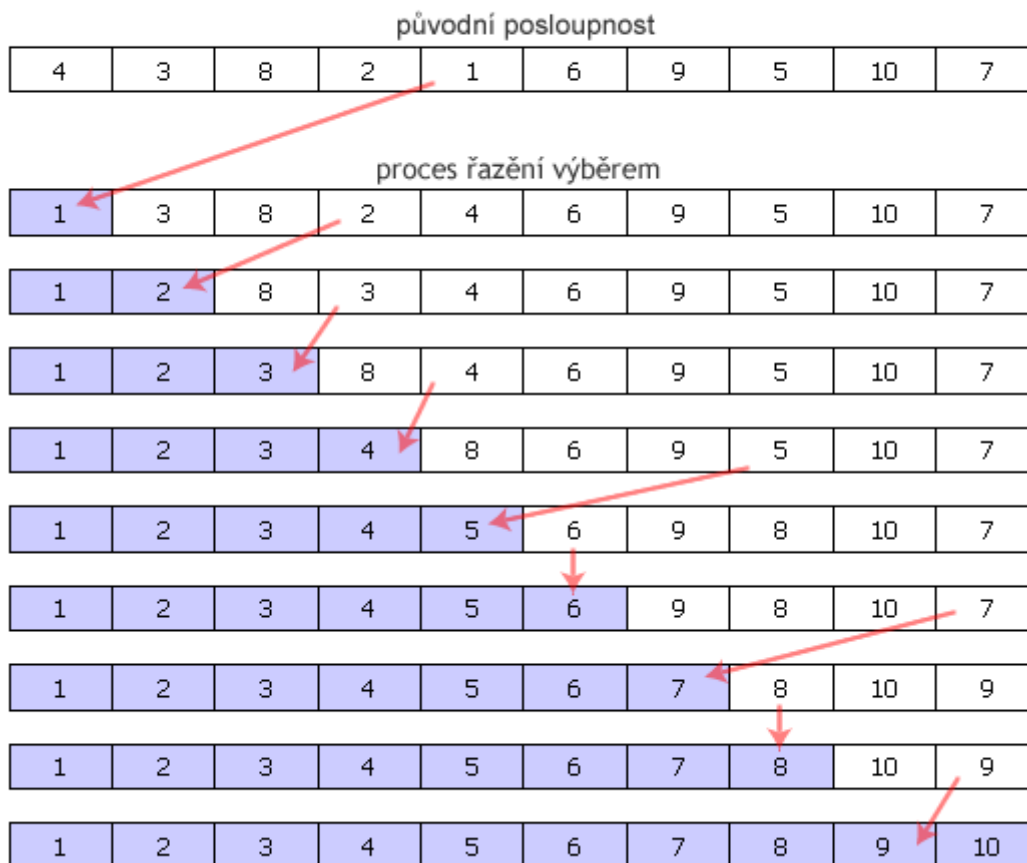 původní posloupnost
4 3 8 2 1 6 9 5 10 7
proces řazění výběrem
1 3 8 2 4 6 9 5 10 7
1 2 8 3 4 6 9 5 10 7
1 2 3 8 4 6 9 5 10 7
1 2 3 4 8 6 9 5 10 7
1 2 3 4 5 6 9 8 10 7
1 2 3 4 5 6 9 8 10 7
1 2 3 4 5 6 7 8 10 9
1 2 3 4 5 6 7 8 10 9
1 2 3 4 5 6 7 8 9 10